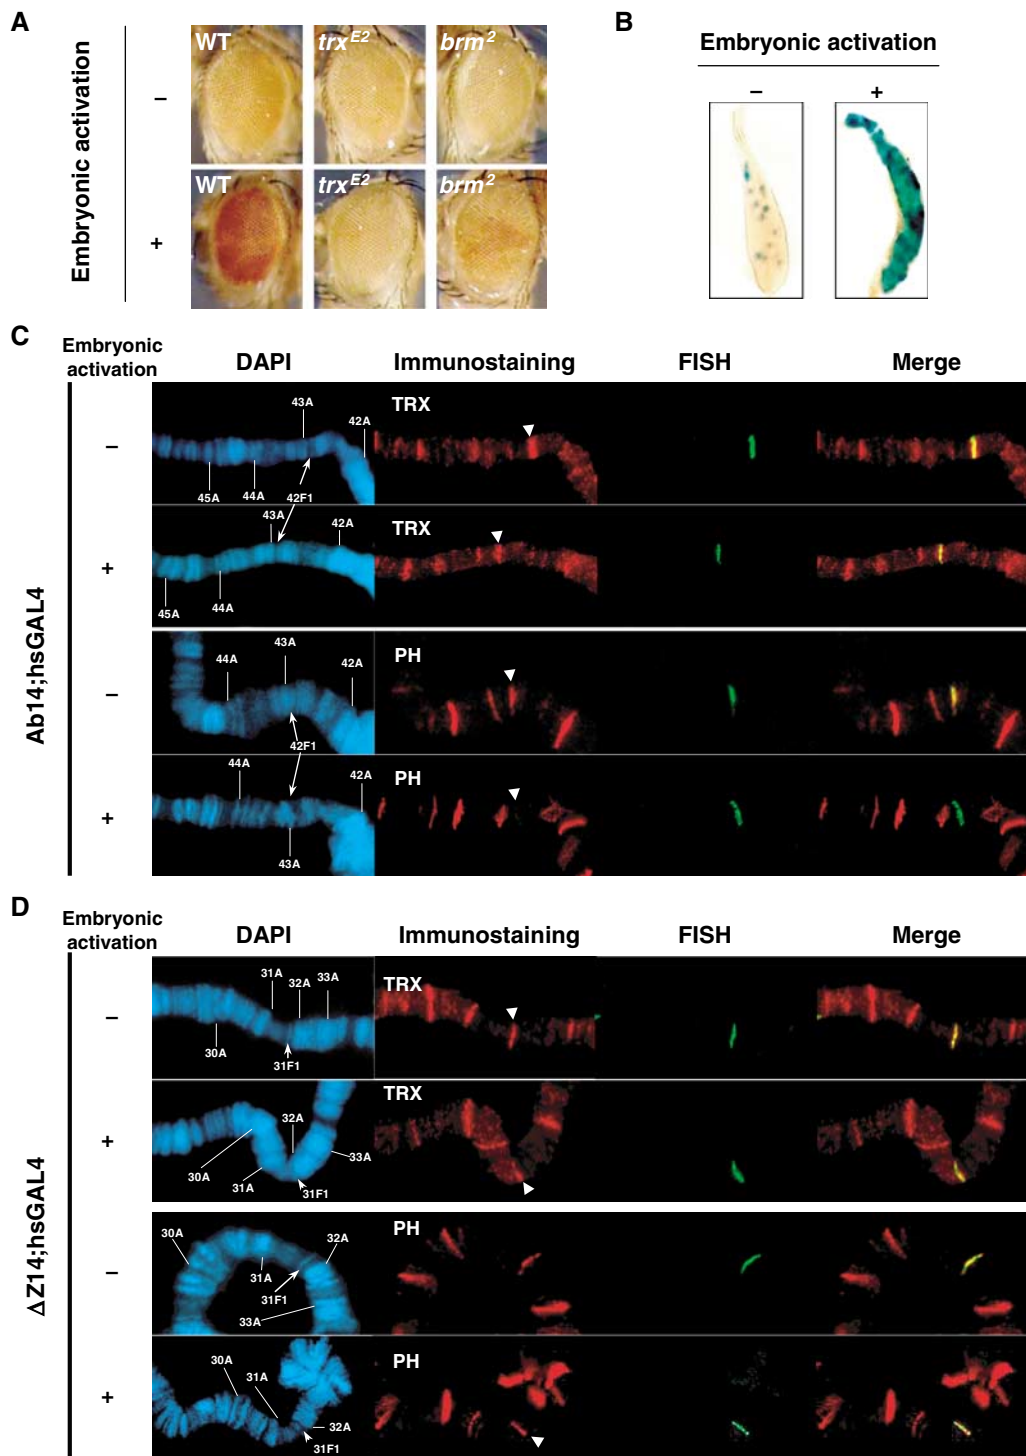 A
Embryonic activation
–
WT
trxE2
brm2
+
WT
trxE2
brm2
B
Embryonic activation
–
+
C
Embryonic
activation
DAPI
Immunostaining
FISH
Merge
Ab14;hsGAL4
–
43A
42A
45A
44A
42F1
TRX
+
43A
42A
45A
44A
TRX
–
44A
43A
42A
42F1
PH
+
44A
42A
43A
PH
D
Embryonic
activation
DAPI
Immunostaining
FISH
Merge
ΔZ14;hsGAL4
–
31A
32A
33A
30A
31F1
TRX
+
32A
33A
30A
31A
31F1
TRX
–
30A
32A
31A
31F1
33A
PH
+
30A
31A
32A
31F1
PH